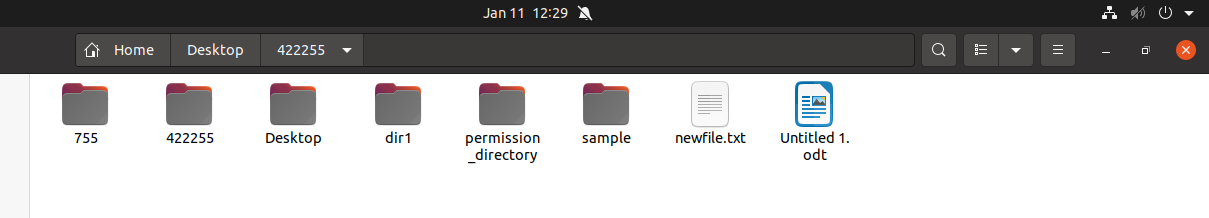 Jan 11 12:29
Home Desktop 422255
755 422255 Desktop dir1 permission sample newfile.txt Untitled 1.
_directory odt